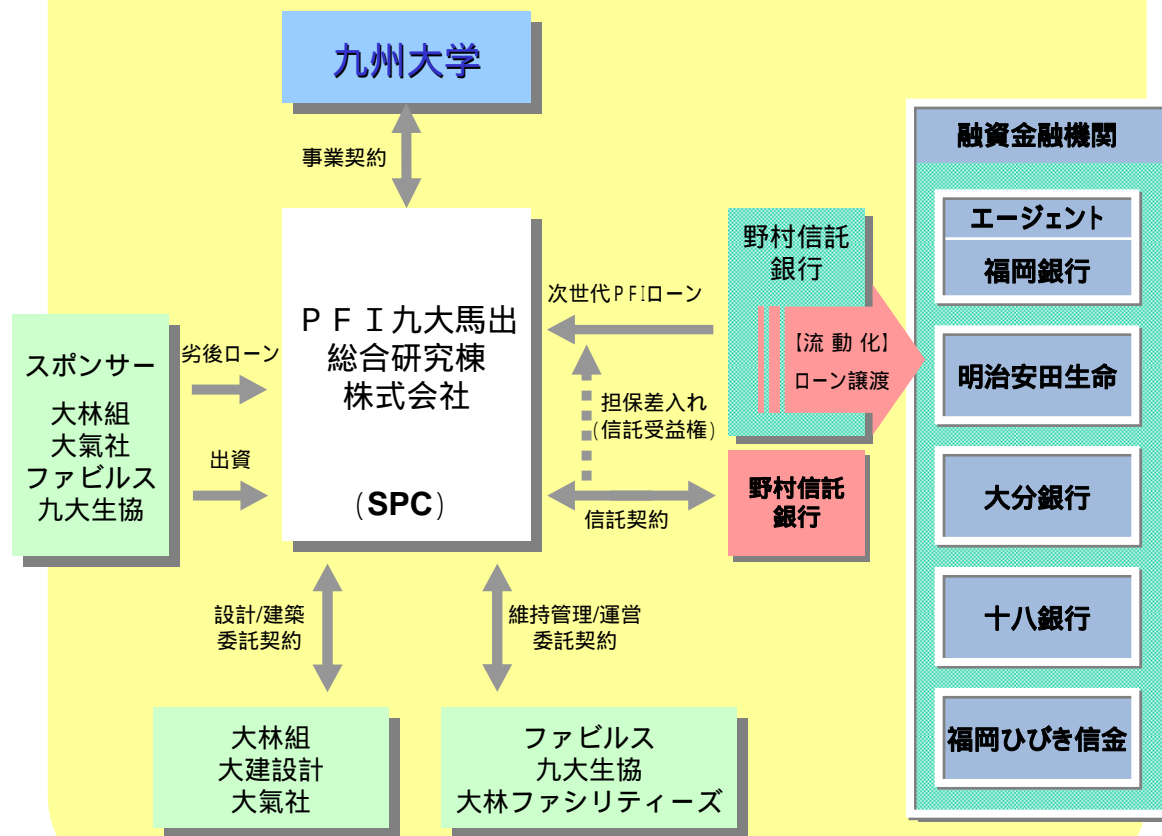 九州大学
事業契約
融資金融機関
エージェント
福岡銀行
明治安田生命
大分銀行
十八銀行
福岡ひびき信金
野村信託
銀行
【流動化】
ローン譲渡
次世代PFIローン
担保差入れ
(信託受益権)
信託契約
野村信託
銀行
PFI九大馬出
総合研究棟
株式会社
(SPC)
スポンサー
大林組
大氣社
ファビルス
九大生協
劣後ローン
出資
設計/建築
委託契約
維持管理/運営
委託契約
大林組
大建設計
大氣社
ファビルス
九大生協
大林ファシリティーズ